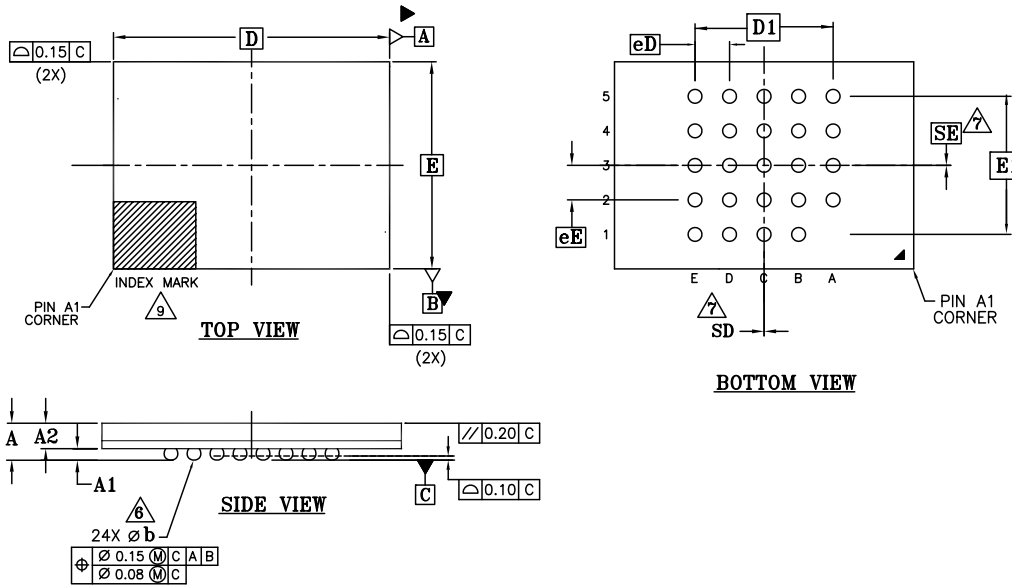 D
A
0.15 C
(2X)
E
INDEX MARK
PIN A1
CORNER
9
B
TOP VIEW
0.15 C
(2X)
D1
eD
5
4
3
2
1
SE
7
eE
E D C B A
7
SD
PIN A1
CORNER
BOTTOM VIEW
A
A2
A1
// 0.20 C
C
0.10 C
SIDE VIEW
6
24X Ø b
⌖ Ø 0.15 Ⓜ C A B
Ø 0.08 Ⓜ C